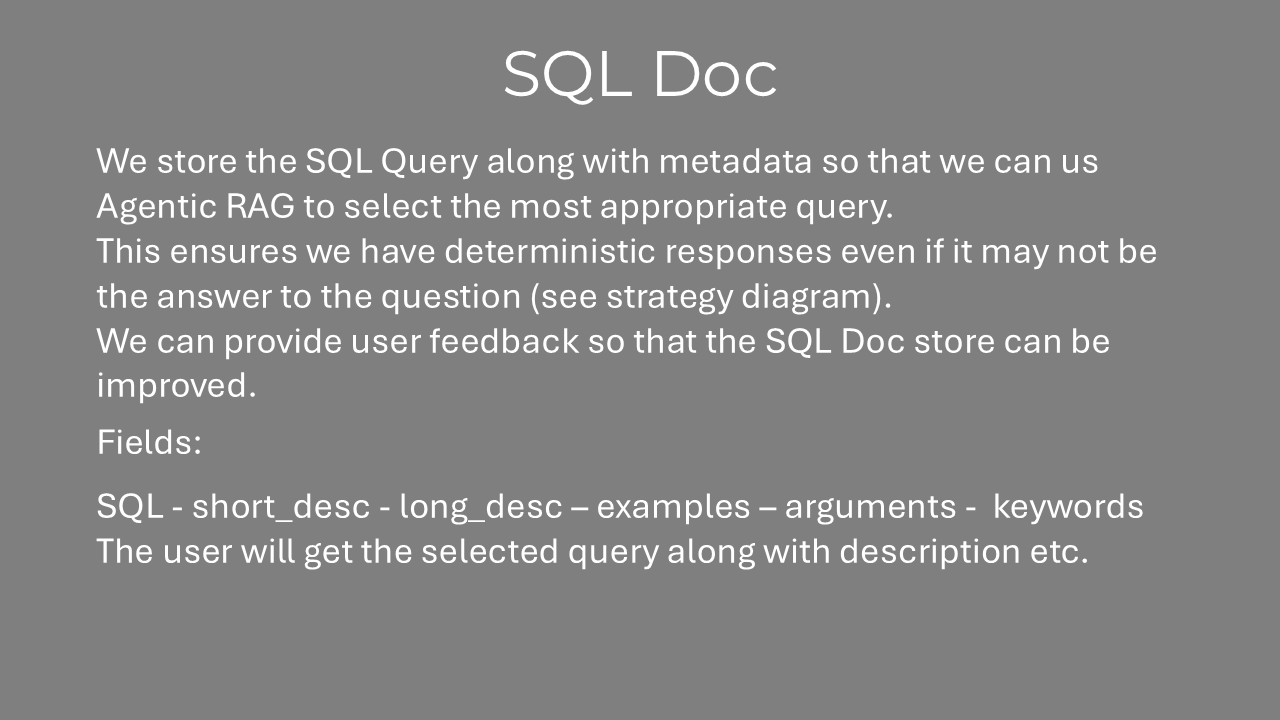 SQL Doc
We store the SQL Query along with metadata so that we can us
Agentic RAG to select the most appropriate query.
This ensures we have deterministic responses even if it may not be
the answer to the question (see strategy diagram).
We can provide user feedback so that the SQL Doc store can be
improved.
Fields:
SQL - short_desc - long_desc – examples – arguments -  keywords
The user will get the selected query along with description etc.